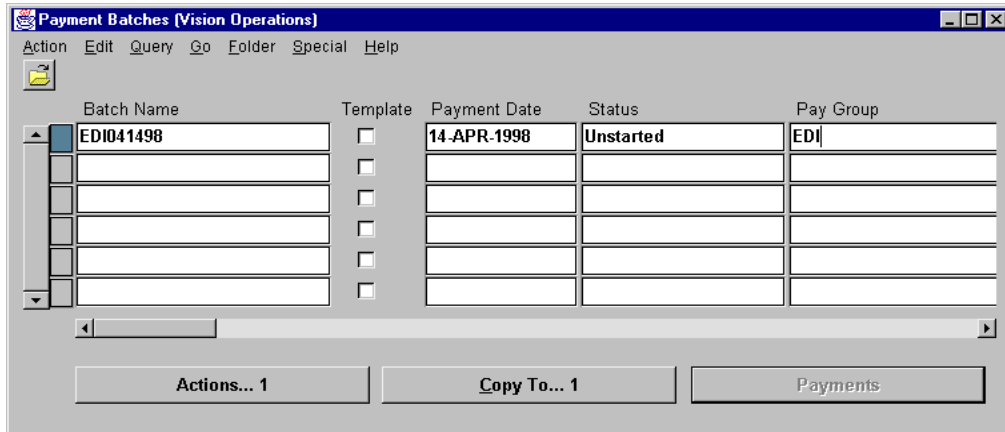 Payment Batches (Vision Operations)
Action Edit Query Go Folder Special Help
Batch Name Template Payment Date Status Pay Group
EDI041498 14-APR-1998 Unstarted EDI
Actions... 1 Copy To... 1 Payments